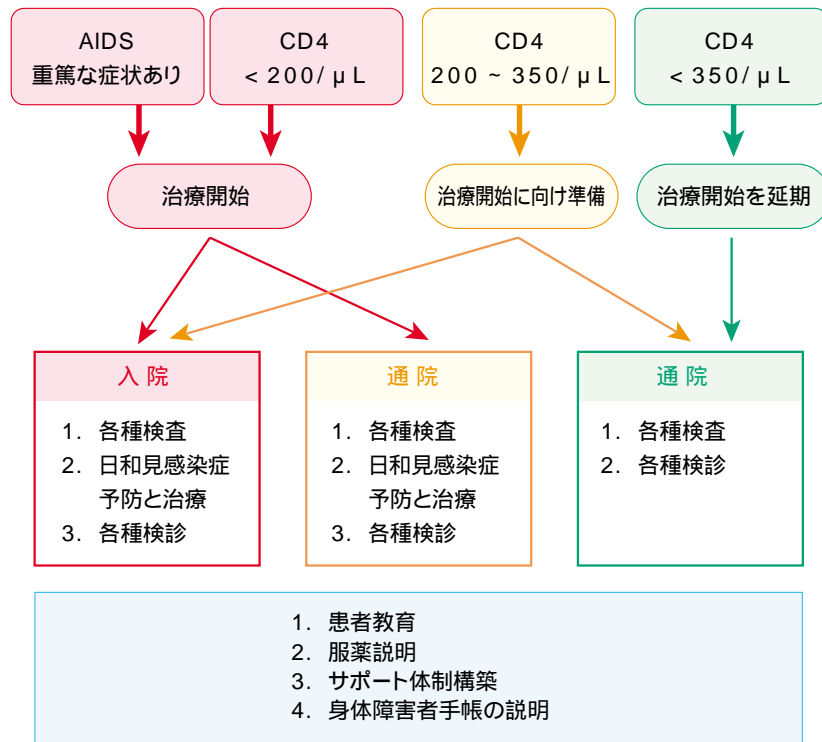 AIDS
重篤な症状あり
CD4
< 200/ μL
CD4
200 ~ 350/ μL
CD4
< 350/ μL
治療開始
治療開始に向け準備
治療開始を延期
入院
1. 各種検査
2. 日和見感染症
予防と治療
3. 各種検診
通院
1. 各種検査
2. 日和見感染症
予防と治療
3. 各種検診
通院
1. 各種検査
2. 各種検診
1. 患者教育
2. 服薬説明
3. サポート体制構築
4. 身体障害者手帳の説明